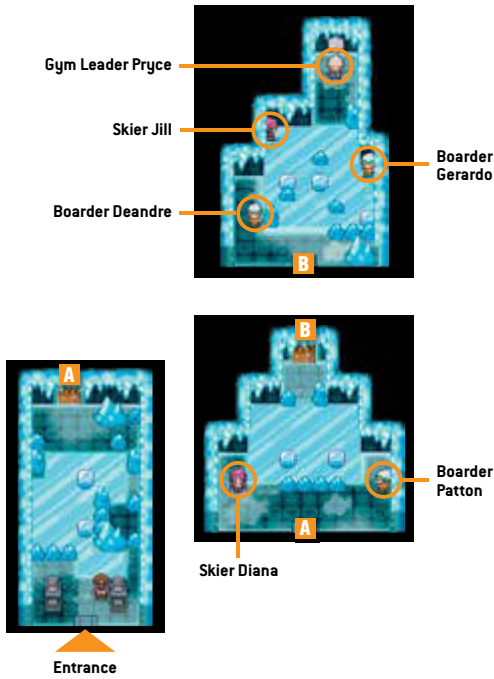 Gym Leader Pryce
Skier Jill
Boarder
Gerardo
Boarder Deandre
B
B
A
Boarder
Patton
A
Skier Diana
Entrance